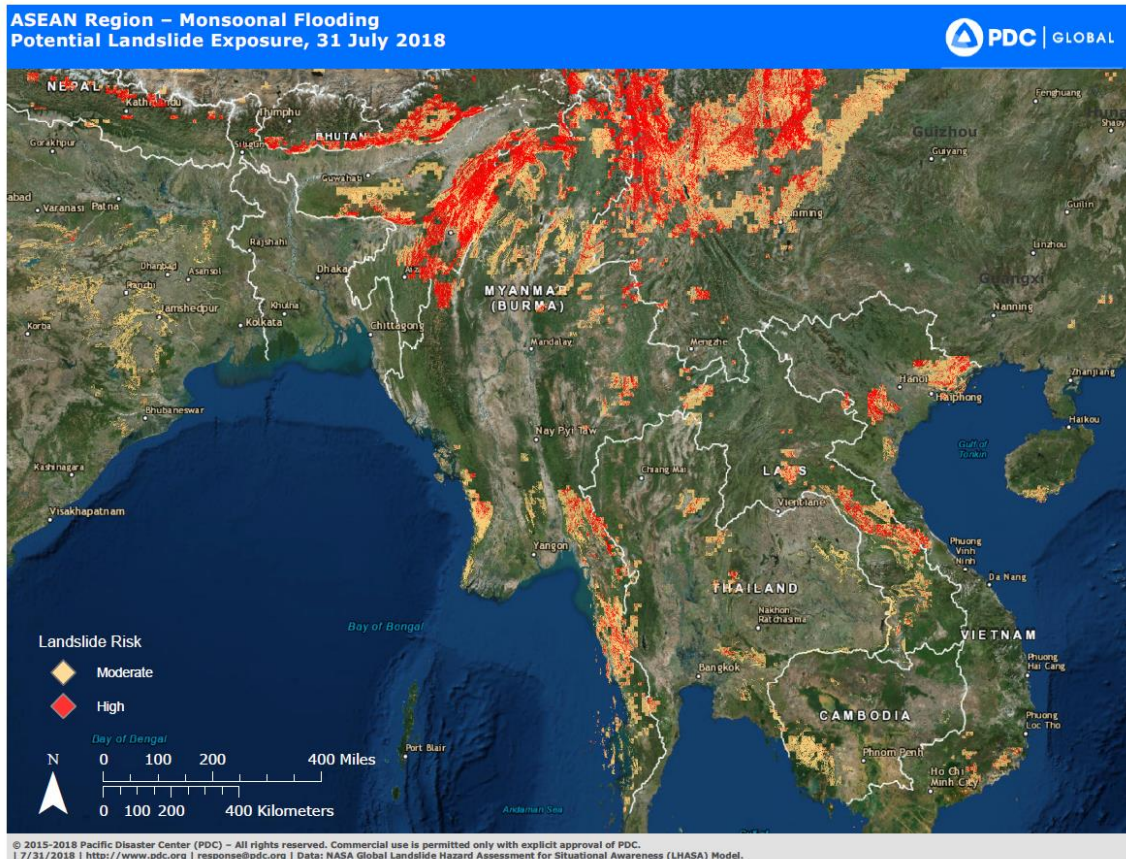 ASEAN Region – Monsoonal Flooding
Potential Landslide Exposure, 31 July 2018
PDC | GLOBAL
NEPAL
Kathmandu
Thimphu
BHUTAN
Gorakhpur
Siliguri
Guwahati
Fenghuang
Guizhou
Guiyang
Varanasi
Patna
Guilin
Rajshahi
Linzhou
Dhanbad
Asansol
Dhaka
Ranchi
Guangxi
MYANMAR
(BURMA)
Jamshedpur
Khulna
Nanning
Korba
Kolkata
Chittagong
Mandalay
Mengzhe
Hanoi
Haiphong
Zhanjiang
Bhubaneswar
Haikou
Nay Pyi Taw
Gulf of
Tonkin
Kashinagara
Chiang Mai
LAOS
Visakhapatnam
Vientiane
Yangon
Phuong
Vinh
Ninh
Da Nang
THAILAND
Nakhon
Ratchasima
Bay of Bengal
VIETNAM
Landslide Risk
Moderate
High
Bangkok
Phuong
Hai Cang
CAMBODIA
Phuong
Loc Tho
Bay of Bengal
Port Blair
Phnom Penh
N
0 100 200 400 Miles
Ho Chi
Minh City
0 100 200 400 Kilometers
Andaman Sea
© 2015-2018 Pacific Disaster Center (PDC) – All rights reserved. Commercial use is permitted only with explicit approval of PDC.
| 7/31/2018 | http://www.pdc.org | response@pdc.org | Data: NASA Global Landslide Hazard Assessment for Situational Awareness (LHASA) Model.